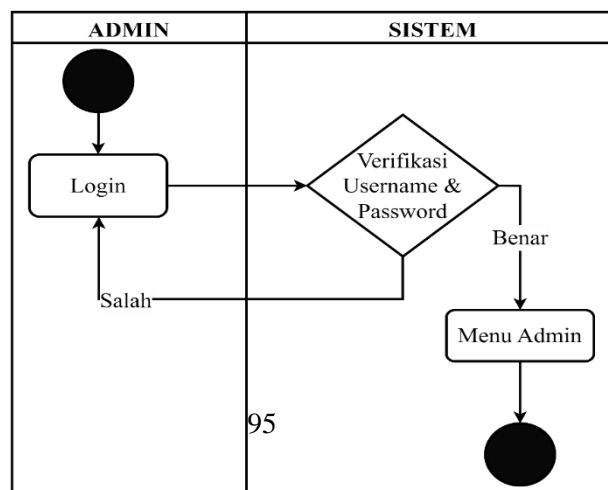 ADMIN
SISTEM
Login
Verifikasi
Username &
Password
Benar
Salah
Menu Admin
95